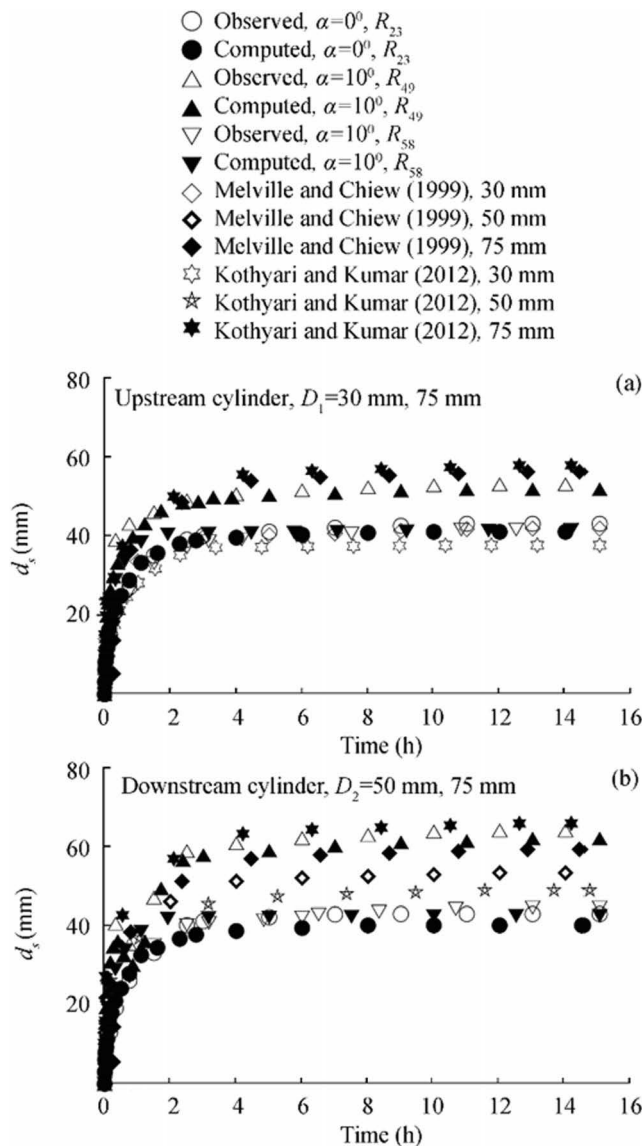 Observed, α=0⁰, R₂₃
Computed, α=0⁰, R₂₃
Observed, α=10⁰, R₄₉
Computed, α=10⁰, R₄₉
Observed, α=10⁰, R₅₈
Computed, α=10⁰, R₅₈
Melville and Chiew (1999), 30 mm
Melville and Chiew (1999), 50 mm
Melville and Chiew (1999), 75 mm
Kothyari and Kumar (2012), 30 mm
Kothyari and Kumar (2012), 50 mm
Kothyari and Kumar (2012), 75 mm
(a)
80
Upstream cylinder, D₁=30 mm, 75 mm
60
40
20
dₛ (mm)
0 2 4 6 8 10 12 14 16
Time (h)
(b)
80
Downstream cylinder, D₂=50 mm, 75 mm
60
40
20
dₛ (mm)
0 2 4 6 8 10 12 14 16
Time (h)